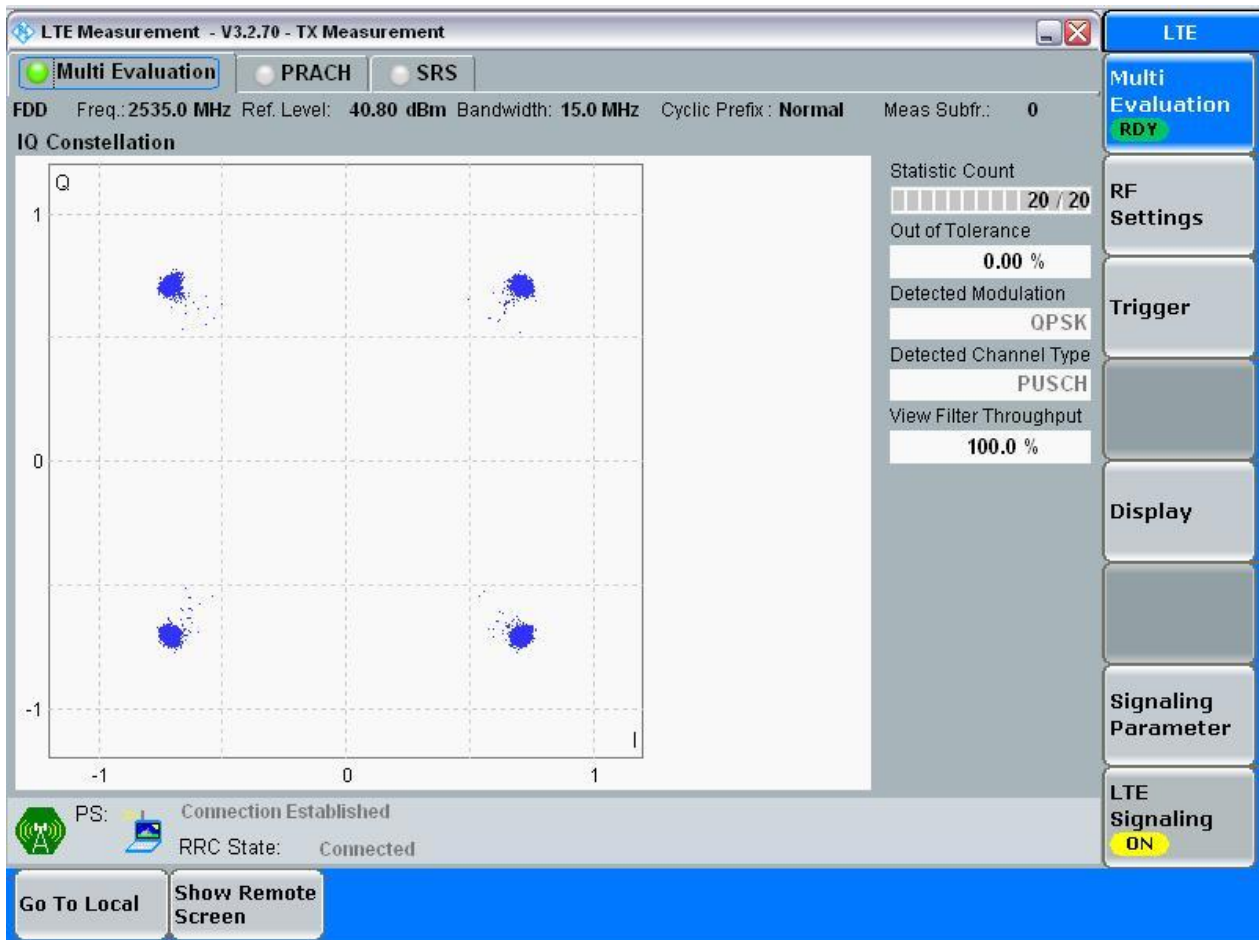 LTE Measurement - V3.2.70 - TX Measurement
LTE
Multi Evaluation PRACH SRS
FDD Freq.: 2535.0 MHz Ref. Level: 40.80 dBm Bandwidth: 15.0 MHz Cyclic Prefix : Normal Meas Subfr.: 0
IQ Constellation
Q
1
0
-1
I
-1 0 1
Statistic Count
20 / 20
Out of Tolerance
0.00 %
Detected Modulation
QPSK
Detected Channel Type
PUSCH
View Filter Throughput
100.0 %
Multi
Evaluation
RDY
RF
Settings
Trigger
Display
Signaling
Parameter
LTE
Signaling
ON
PS: Connection Established
RRC State: Connected
Go To Local
Show Remote
Screen